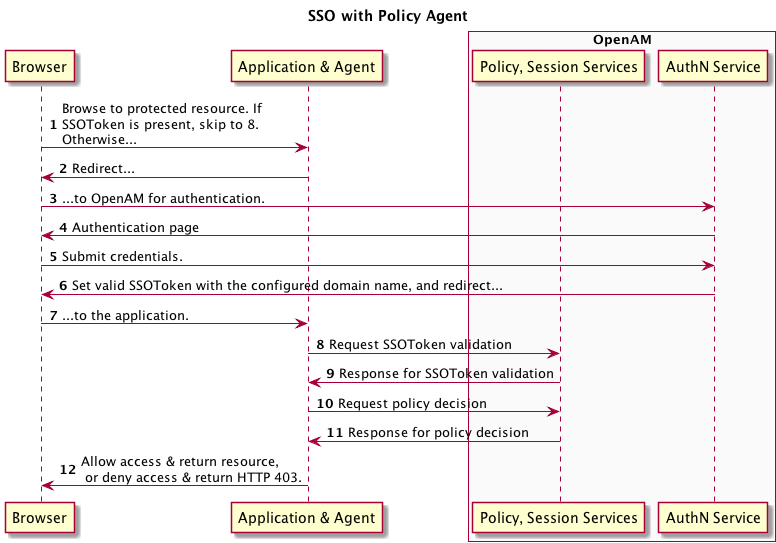 SSO with Policy Agent
OpenAM
Browser
Application & Agent
Policy, Session Services
AuthN Service
Browse to protected resource. If
1 SSOToken is present, skip to 8.
Otherwise...
2 Redirect...
3 ...to OpenAM for authentication.
4 Authentication page
5 Submit credentials.
6 Set valid SSOToken with the configured domain name, and redirect...
7 ...to the application.
8 Request SSOToken validation
9 Response for SSOToken validation
10 Request policy decision
11 Response for policy decision
12 Allow access & return resource,
or deny access & return HTTP 403.
Browser
Application & Agent
Policy, Session Services
AuthN Service